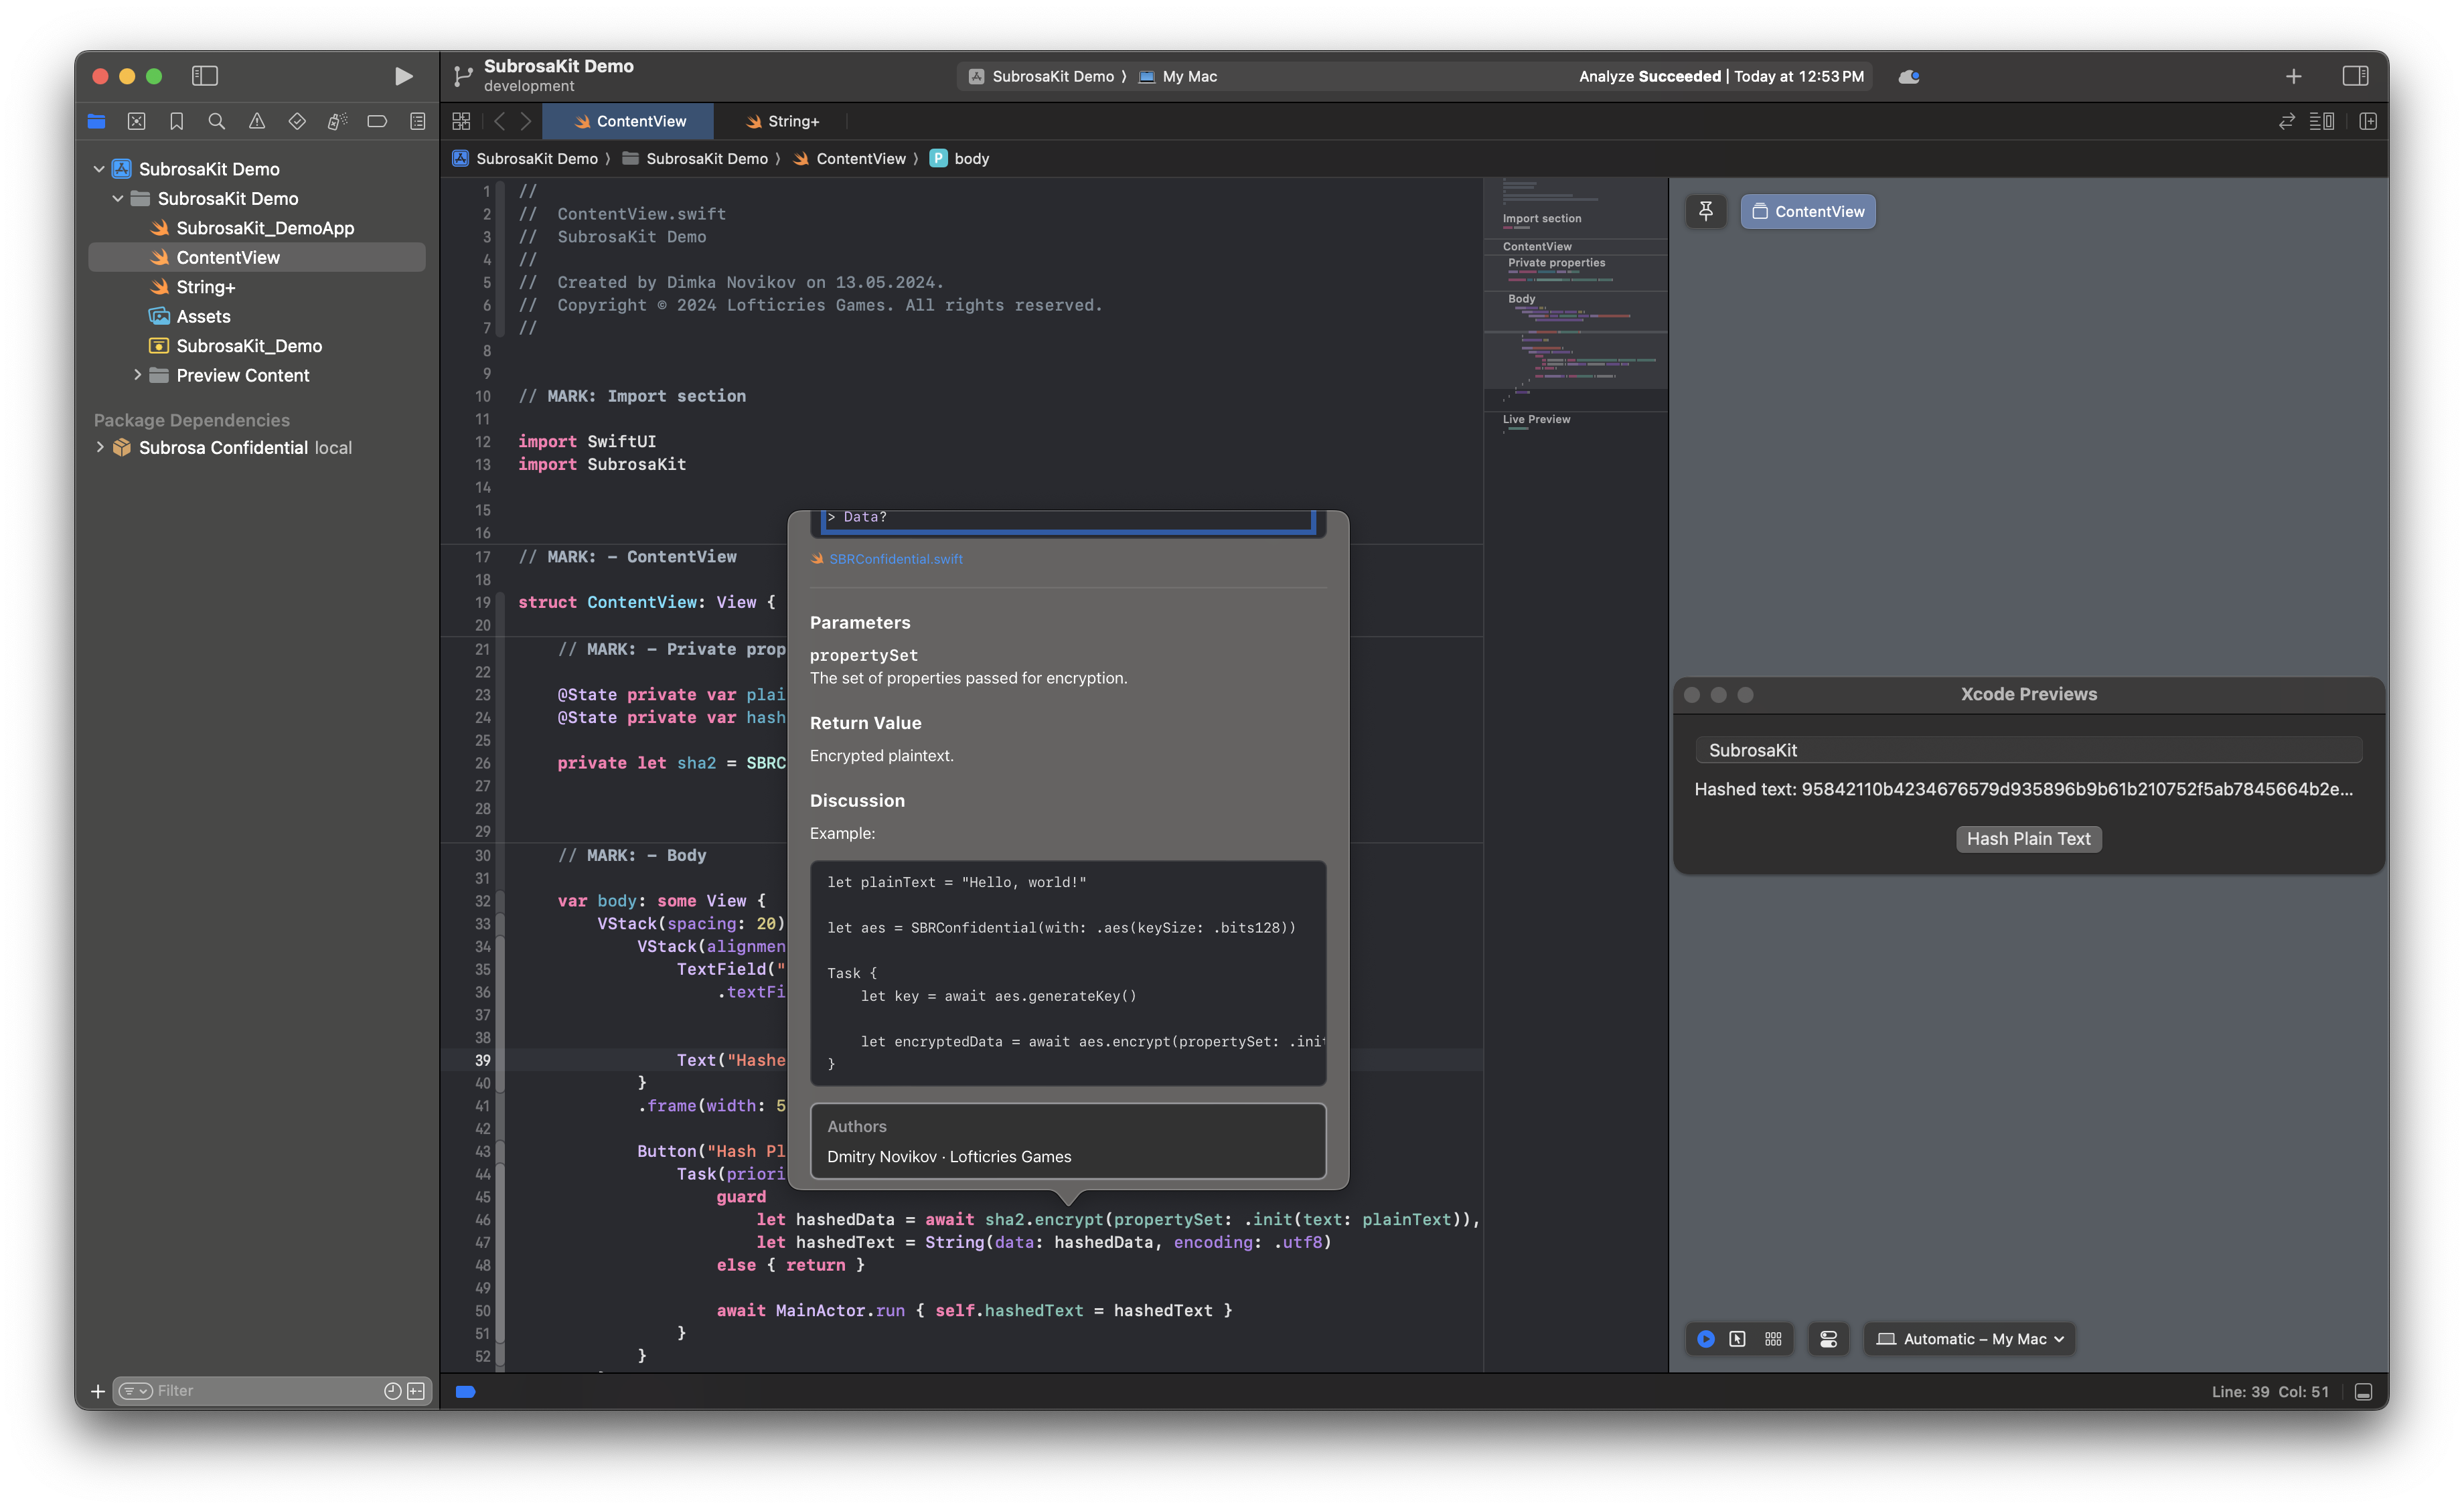 SubrosaKit Demo
development
SubrosaKit Demo ⟩ My Mac
Analyze Succeeded | Today at 12:53 PM
ContentView
String+
SubrosaKit Demo ⟩ SubrosaKit Demo ⟩ ContentView ⟩ P body
SubrosaKit Demo
SubrosaKit Demo
SubrosaKit_DemoApp
ContentView
String+
Assets
SubrosaKit_Demo
Preview Content
Package Dependencies
Subrosa Confidential local
Filter
1 //
2 //  ContentView.swift
3 //  SubrosaKit Demo
4 //
5 //  Created by Dimka Novikov on 13.05.2024.
6 //  Copyright © 2024 Lofticries Games. All rights reserved.
7 //
8
9
10 // MARK: Import section
11
12 import SwiftUI
13 import SubrosaKit
14
15
16
17 // MARK: - ContentView
18
19 struct ContentView: View {
20
21 // MARK: - Private prop
22
23 @State private var plai
24 @State private var hash
25
26 private let sha2 = SBRC
27
28
29
30 // MARK: - Body
31
32 var body: some View {
33 VStack(spacing: 20)
34 VStack(alignmen
35 TextField("
36 .textFi
37
38
39 Text("Hashe
40 }
41 .frame(width: 5
42
43 Button("Hash Pl
44 Task(priori
45 guard
46 let hashedData = await sha2.encrypt(propertySet: .init(text: plainText)),
47 let hashedText = String(data: hashedData, encoding: .utf8)
48 else { return }
49
50 await MainActor.run { self.hashedText = hashedText }
51 }
52 }
> Data?
SBRConfidential.swift
Parameters
propertySet
The set of properties passed for encryption.
Return Value
Encrypted plaintext.
Discussion
Example:
let plainText = "Hello, world!"
let aes = SBRConfidential(with: .aes(keySize: .bits128))
Task {
let key = await aes.generateKey()
let encryptedData = await aes.encrypt(propertySet: .init
}
Authors
Dmitry Novikov · Lofticries Games
Import section
ContentView
Private properties
Body
Live Preview
ContentView
Xcode Previews
SubrosaKit
Hashed text: 95842110b4234676579d935896b9b61b210752f5ab7845664b2e...
Hash Plain Text
Automatic – My Mac
Line: 39 Col: 51